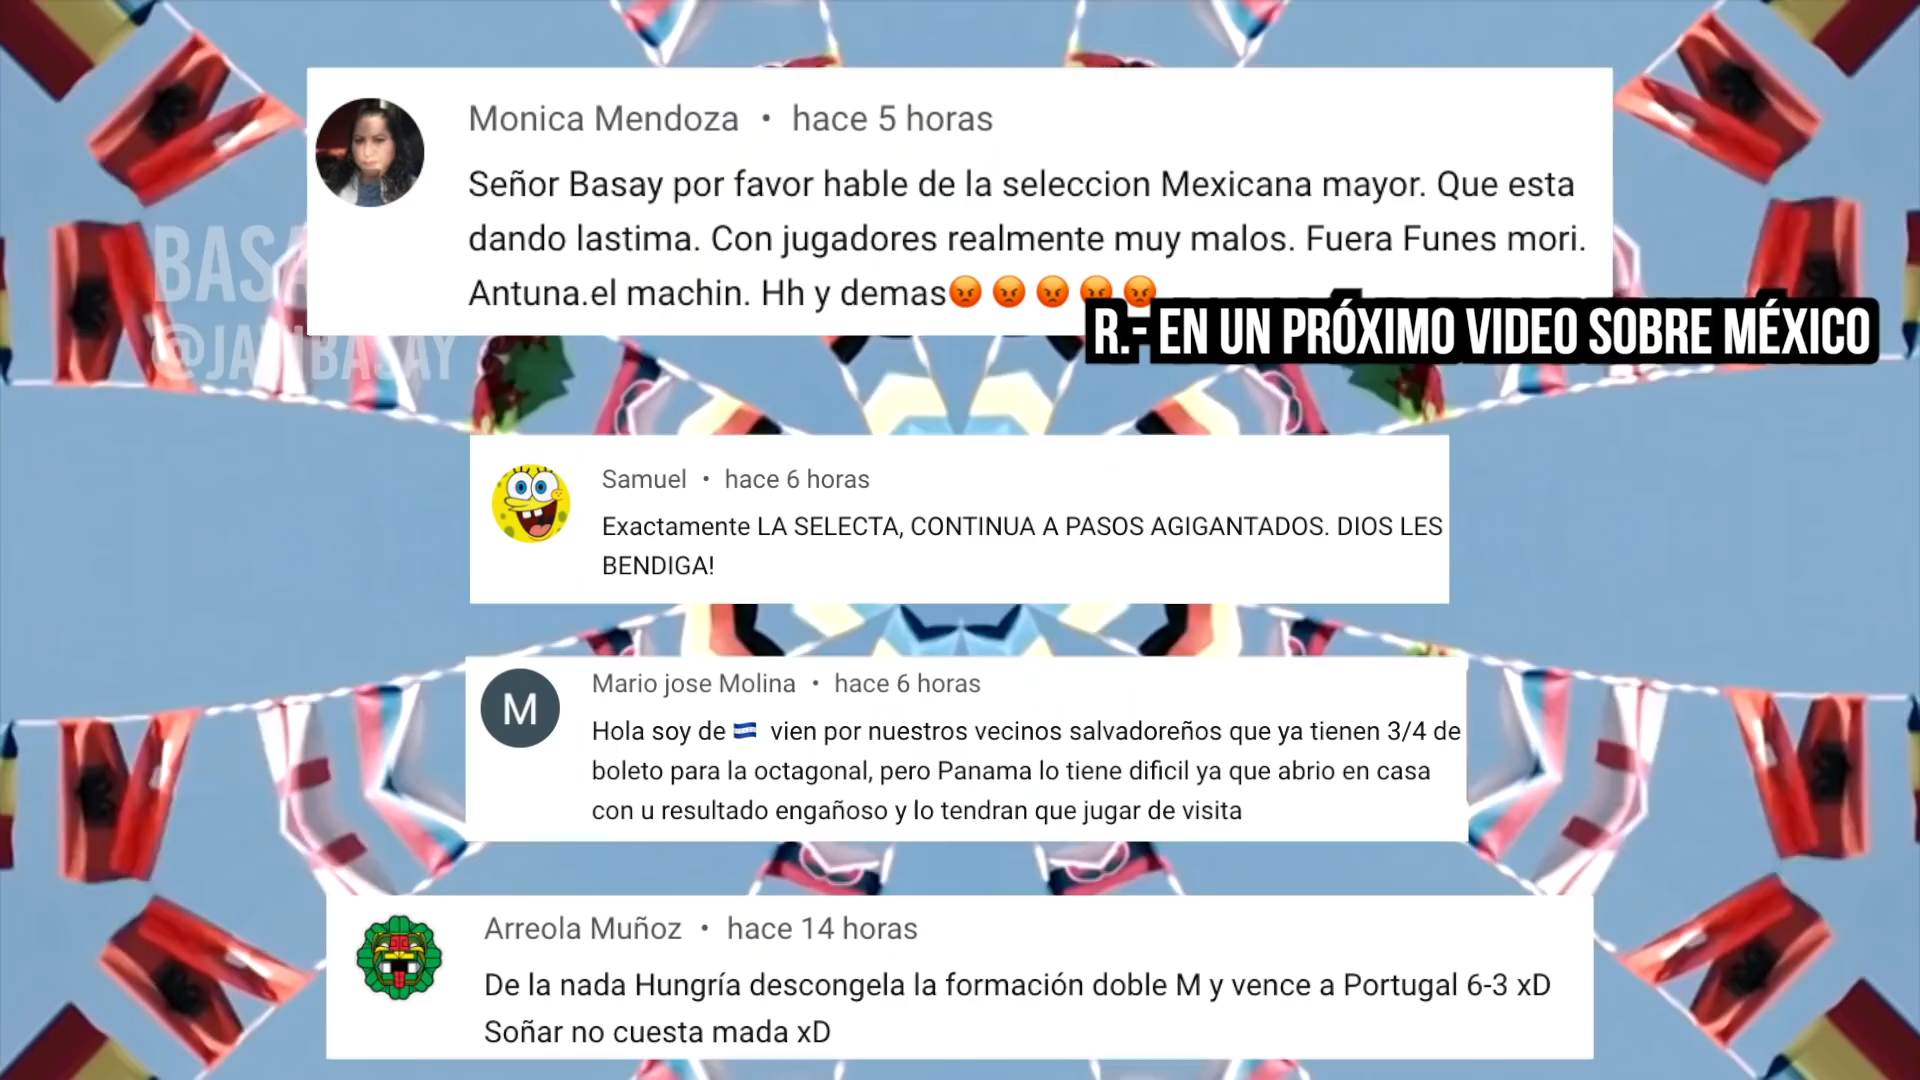 Monica Mendoza • hace 5 horas
Señor Basay por favor hable de la seleccion Mexicana mayor. Que esta
dando lastima. Con jugadores realmente muy malos. Fuera Funes mori.
Antuna.el machin. Hh y demas😡 😡 😡 😡 😡
R.- EN UN PRÓXIMO VIDEO SOBRE MÉXICO
BASA
@JAVIBASAY
Samuel • hace 6 horas
Exactamente LA SELECTA, CONTINUA A PASOS AGIGANTADOS. DIOS LES
BENDIGA!
M
Mario jose Molina • hace 6 horas
Hola soy de 🇭🇳 vien por nuestros vecinos salvadoreños que ya tienen 3/4 de
boleto para la octagonal, pero Panama lo tiene dificil ya que abrio en casa
con u resultado engañoso y lo tendran que jugar de visita
Arreola Muñoz • hace 14 horas
De la nada Hungría descongela la formación doble M y vence a Portugal 6-3 xD
Soñar no cuesta mada xD